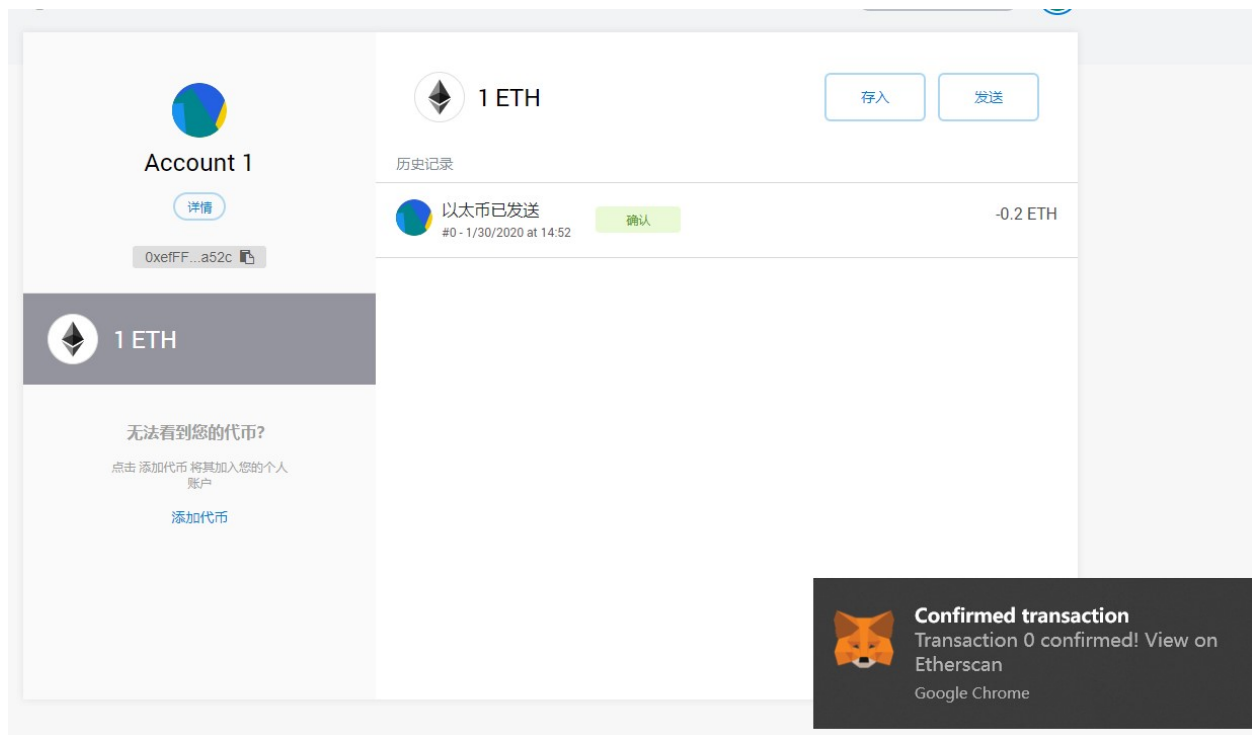 Account 1
详情
0xefFF...a52c
1 ETH
无法看到您的代币?
点击 添加代币 将其加入您的个人
账户
添加代币
1 ETH
存入
发送
历史记录
以太币已发送
#0 - 1/30/2020 at 14:52
确认
-0.2 ETH
Confirmed transaction
Transaction 0 confirmed! View on
Etherscan
Google Chrome